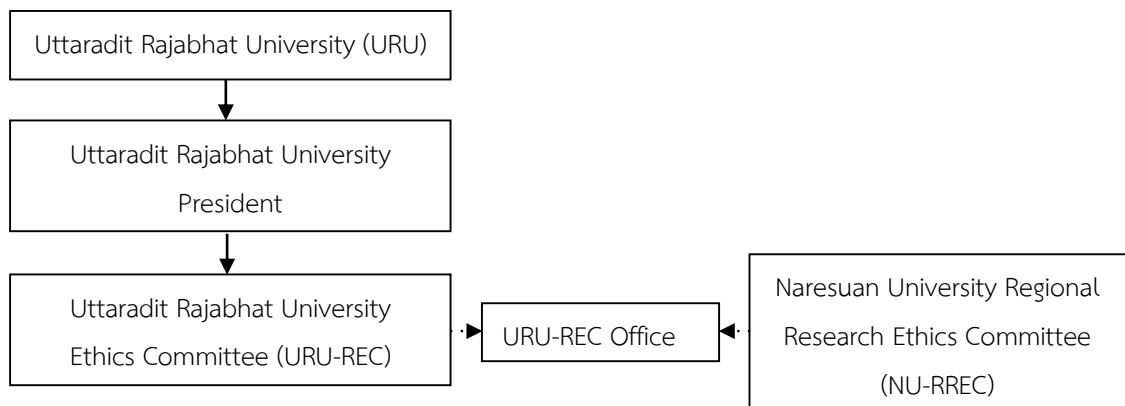 Uttaradit Rajabhat University (URU)
Uttaradit Rajabhat University
President
Uttaradit Rajabhat University
Ethics Committee (URU-REC)
URU-REC Office
Naresuan University Regional
Research Ethics Committee
(NU-RREC)